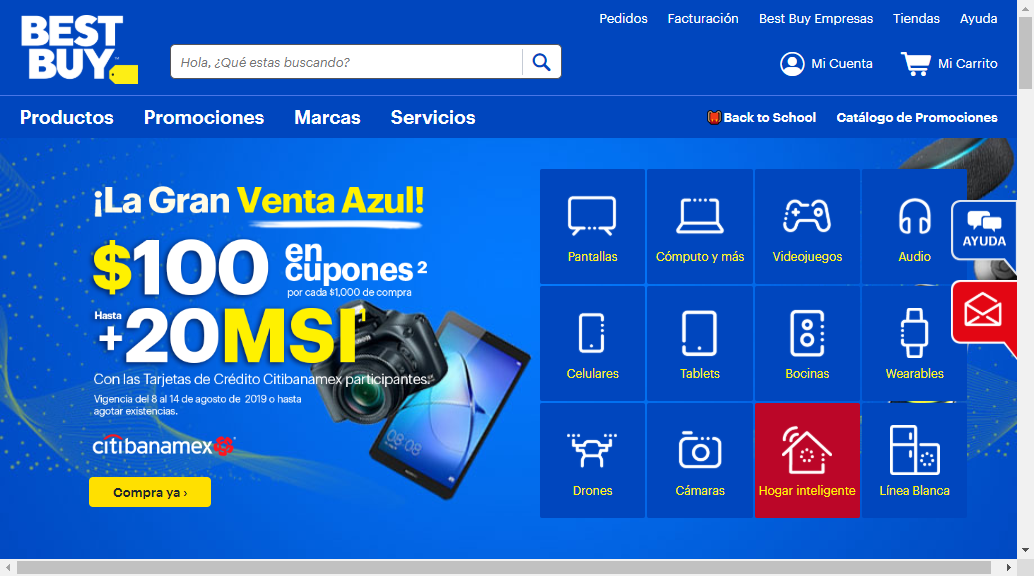 BEST
BUY
Pedidos
Facturación
Best Buy Empresas
Tiendas
Ayuda
Hola, ¿Qué estas buscando?
Mi Cuenta
Mi Carrito
Productos
Promociones
Marcas
Servicios
Back to School
Catálogo de Promociones
¡La Gran Venta Azul!
$100 en cupones²
por cada $1,000 de compra
Hasta
+20MSI¹
Con las Tarjetas de Crédito Citibanamex participantes.
Vigencia del 8 al 14 de agosto de 2019 o hasta
agotar existencias.
citibanamex
Compra ya ›
08:08
Pantallas
Cómputo y más
Videojuegos
Audio
Celulares
Tablets
Bocinas
Wearables
Drones
Cámaras
Hogar inteligente
Línea Blanca
AYUDA